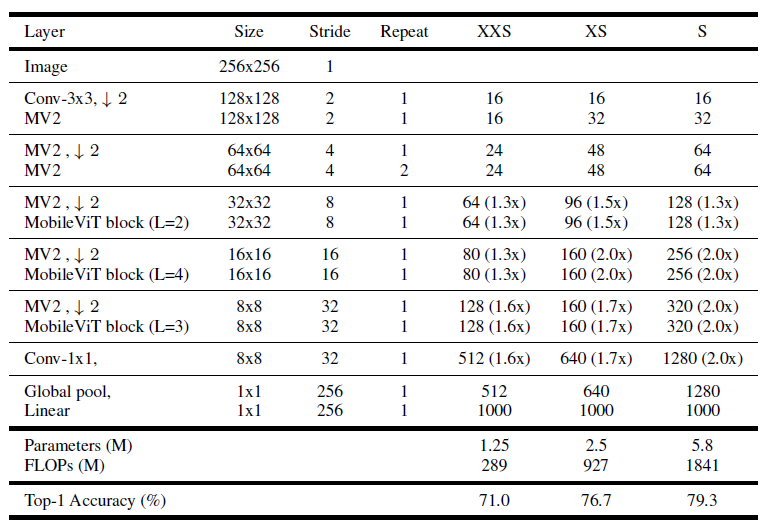 Layer Size Stride Repeat XXS XS S
Image 256x256 1
Conv-3x3, ↓ 2 128x128 2 1 16 16 16
MV2 128x128 2 1 16 32 32
MV2 , ↓ 2 64x64 4 1 24 48 64
MV2 64x64 4 2 24 48 64
MV2 , ↓ 2 32x32 8 1 64 (1.3x) 96 (1.5x) 128 (1.3x)
MobileViT block (L=2) 32x32 8 1 64 (1.3x) 96 (1.5x) 128 (1.3x)
MV2 , ↓ 2 16x16 16 1 80 (1.3x) 160 (2.0x) 256 (2.0x)
MobileViT block (L=4) 16x16 16 1 80 (1.3x) 160 (2.0x) 256 (2.0x)
MV2 , ↓ 2 8x8 32 1 128 (1.6x) 160 (1.7x) 320 (2.0x)
MobileViT block (L=3) 8x8 32 1 128 (1.6x) 160 (1.7x) 320 (2.0x)
Conv-1x1, 8x8 32 1 512 (1.6x) 640 (1.7x) 1280 (2.0x)
Global pool, 1x1 256 1 512 640 1280
Linear 1x1 256 1 1000 1000 1000
Parameters (M) 1.25 2.5 5.8
FLOPs (M) 289 927 1841
Top-1 Accuracy (%) 71.0 76.7 79.3